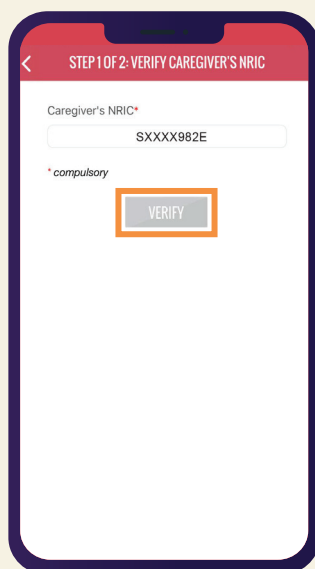 STEP 1 OF 2: VERIFY CAREGIVER'S NRIC
Caregiver's NRIC*
SXXXX982E
* compulsory
VERIFY